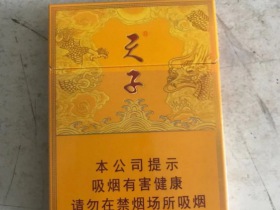 天子
本公司提示
吸烟有害健康
请勿在禁烟场所吸烟